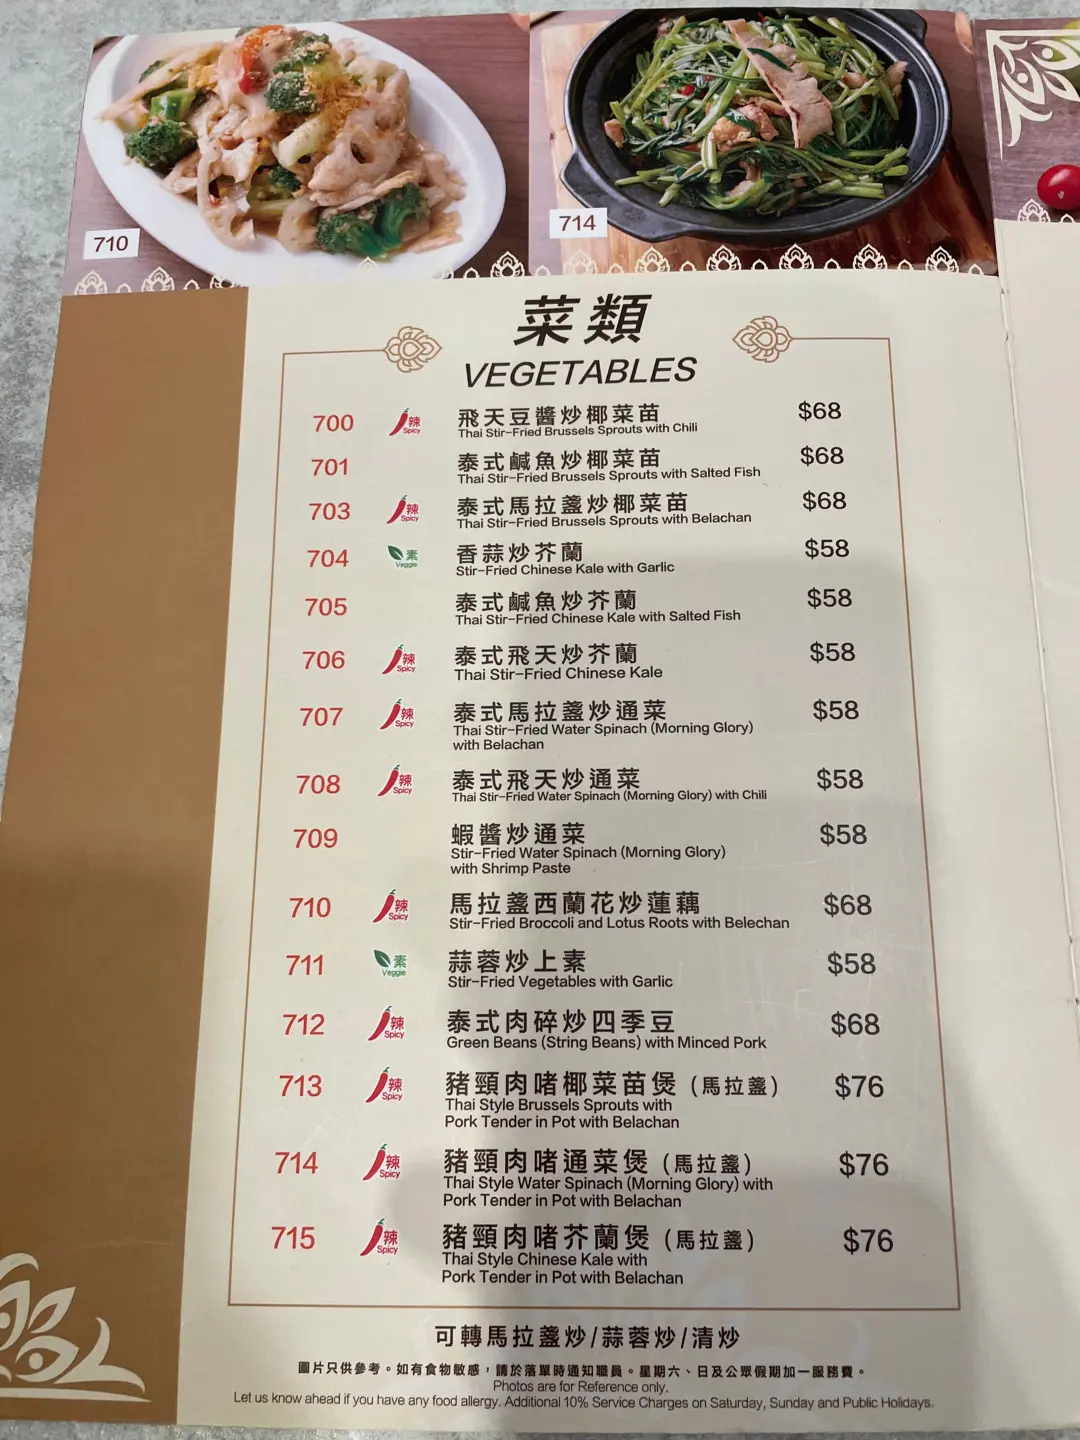 710
714
菜類
VEGETABLES
700 辣 Spicy 飛天豆醬炒椰菜苗 $68
Thai Stir-Fried Brussels Sprouts with Chili
701 泰式鹹魚炒椰菜苗 $68
Thai Stir-Fried Brussels Sprouts with Salted Fish
703 辣 Spicy 泰式馬拉盞炒椰菜苗 $68
Thai Stir-Fried Brussels Sprouts with Belachan
704 素 Veggie 香蒜炒芥蘭 $58
Stir-Fried Chinese Kale with Garlic
705 泰式鹹魚炒芥蘭 $58
Thai Stir-Fried Chinese Kale with Salted Fish
706 辣 Spicy 泰式飛天炒芥蘭 $58
Thai Stir-Fried Chinese Kale
707 辣 Spicy 泰式馬拉盞炒通菜 $58
Thai Stir-Fried Water Spinach (Morning Glory)
with Belachan
708 辣 Spicy 泰式飛天炒通菜 $58
Thai Stir-Fried Water Spinach (Morning Glory) with Chili
709 蝦醬炒通菜 $58
Stir-Fried Water Spinach (Morning Glory)
with Shrimp Paste
710 辣 Spicy 馬拉盞西蘭花炒蓮藕 $68
Stir-Fried Broccoli and Lotus Roots with Belechan
711 素 Veggie 蒜蓉炒上素 $58
Stir-Fried Vegetables with Garlic
712 辣 Spicy 泰式肉碎炒四季豆 $68
Green Beans (String Beans) with Minced Pork
713 辣 Spicy 豬頸肉啫椰菜苗煲 (馬拉盞) $76
Thai Style Brussels Sprouts with
Pork Tender in Pot with Belachan
714 辣 Spicy 豬頸肉啫通菜煲 (馬拉盞) $76
Thai Style Water Spinach (Morning Glory) with
Pork Tender in Pot with Belachan
715 辣 Spicy 豬頸肉啫芥蘭煲 (馬拉盞) $76
Thai Style Chinese Kale with
Pork Tender in Pot with Belachan
可轉馬拉盞炒/蒜蓉炒/清炒
圖片只供參考。如有食物敏感，請於落單時通知職員。星期六、日及公眾假期加一服務費。
Photos are for Reference only.
Let us know ahead if you have any food allergy. Additional 10% Service Charges on Saturday, Sunday and Public Holidays.